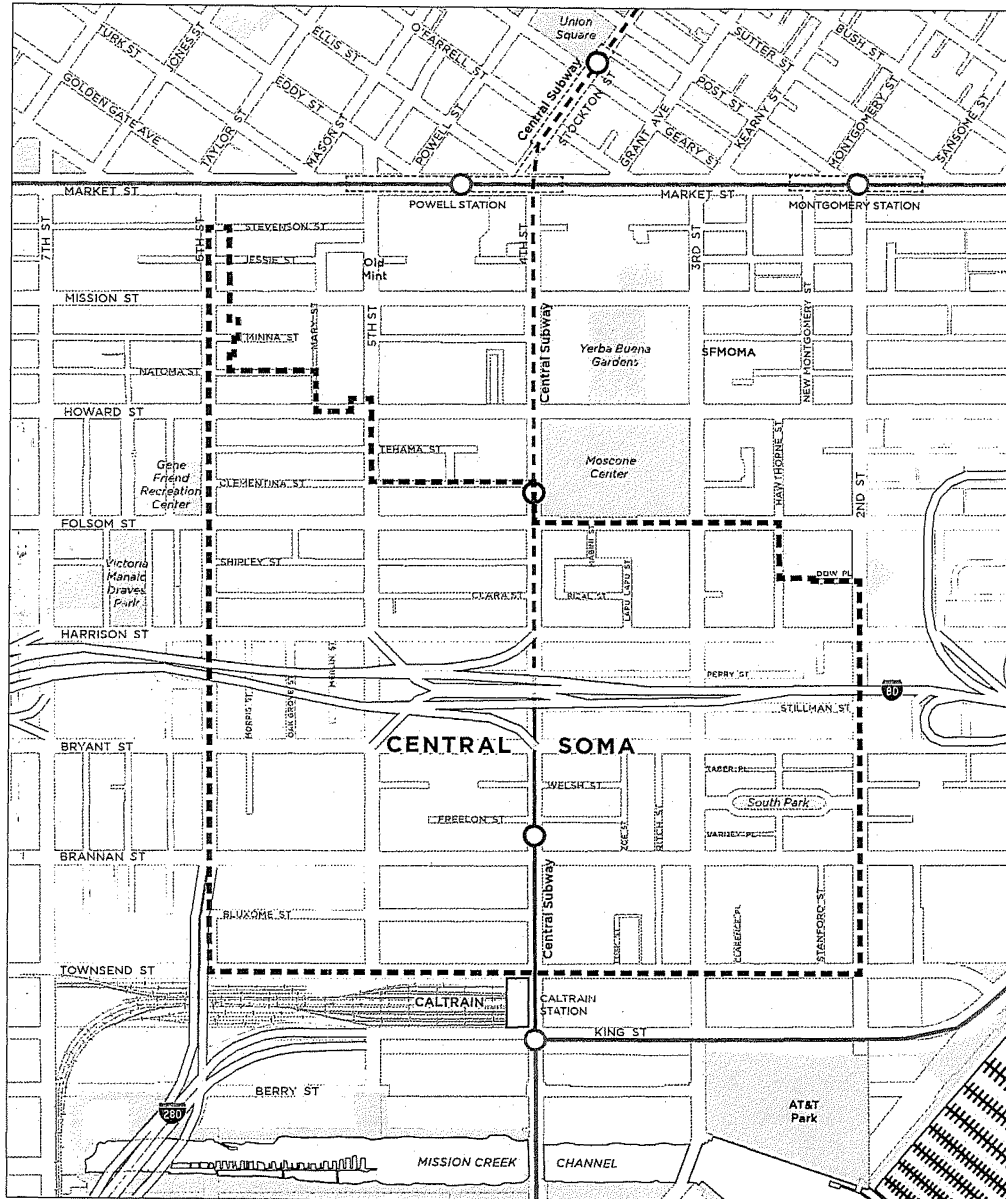 Union
Square
TURK ST
JONES ST
ELLIS ST
O'FARRELL ST
SUTTER ST
BUSH ST
GOLDEN GATE AVE
EDDY ST
Central Subway
STOCKTON ST
POST ST
TAYLOR ST
MASON ST
POWELL ST
GRANT AVE
GEARY ST
KEARNY ST
MONTGOMERY ST
SANSONE ST
MARKET ST
POWELL STATION
MARKET ST
MONTGOMERY STATION
7TH ST
6TH ST
STEVENSON ST
4TH ST
3RD ST
JESSIE ST
Old
Mint
MISSION ST
MINNA ST
MARY ST
5TH ST
Central Subway
Yerba Buena
Gardens
SFMOMA
NEW MONTGOMERY ST
NATOMA ST
HOWARD ST
TEHAMA ST
Gene
Friend
Recreation
Center
CLEMENTINA ST
Moscone
Center
HAWTHORNE ST
2ND ST
FOLSOM ST
MABINI ST
Victoria
Manalo
Draves
Park
SHIPLEY ST
CLARA ST
RIZAL ST
LAPU LAPU ST
DOW PL
HARRISON ST
MORRIS ST
OAK GROVE ST
MERLIN ST
PERRY ST
80
STILLMAN ST
BRYANT ST
CENTRAL SOMA
TABER PL
WELSH ST
South Park
FREELON ST
ZOE ST
RITCH ST
VARNEY PL
BRANNAN ST
Central Subway
BLUXOME ST
CLARENCE PL
STANFORD ST
TOWNSEND ST
CALTRAIN
CALTRAIN
STATION
KING ST
BERRY ST
280
AT&T
Park
MISSION CREEK CHANNEL